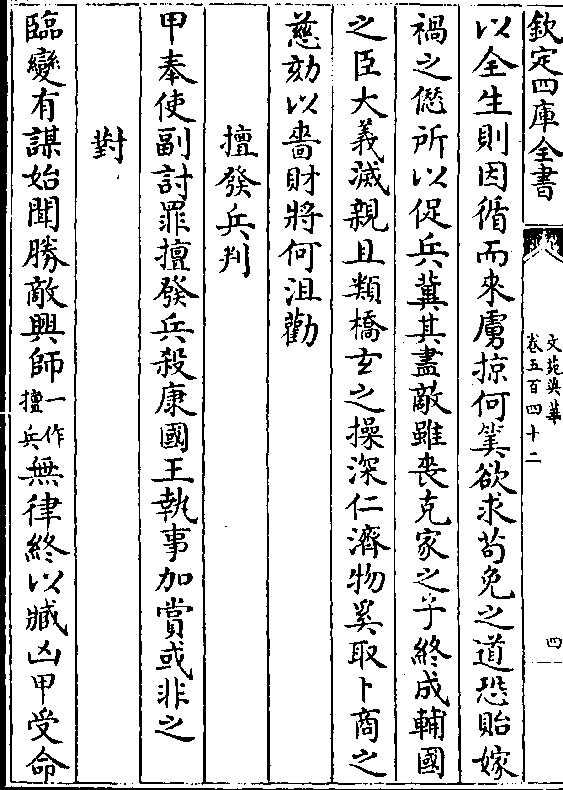 欽定四庫全書
文苑英華
卷五百四十二
四
以全生則因循而來虜掠何筭欲求苟免之道恐貽嫁
禍之愆所以促兵冀其盡敵雖喪克家之子終成輔國
之臣大義滅親且類橋玄之操深仁濟物奚取卜商之
慈効以嗇財將何沮勸
擅發兵判
甲奉使副討罪擅發兵殺康國王執事加賞或非之
對
臨變有謀始聞勝敵興師一作擅兵無律終以臧凶甲受命